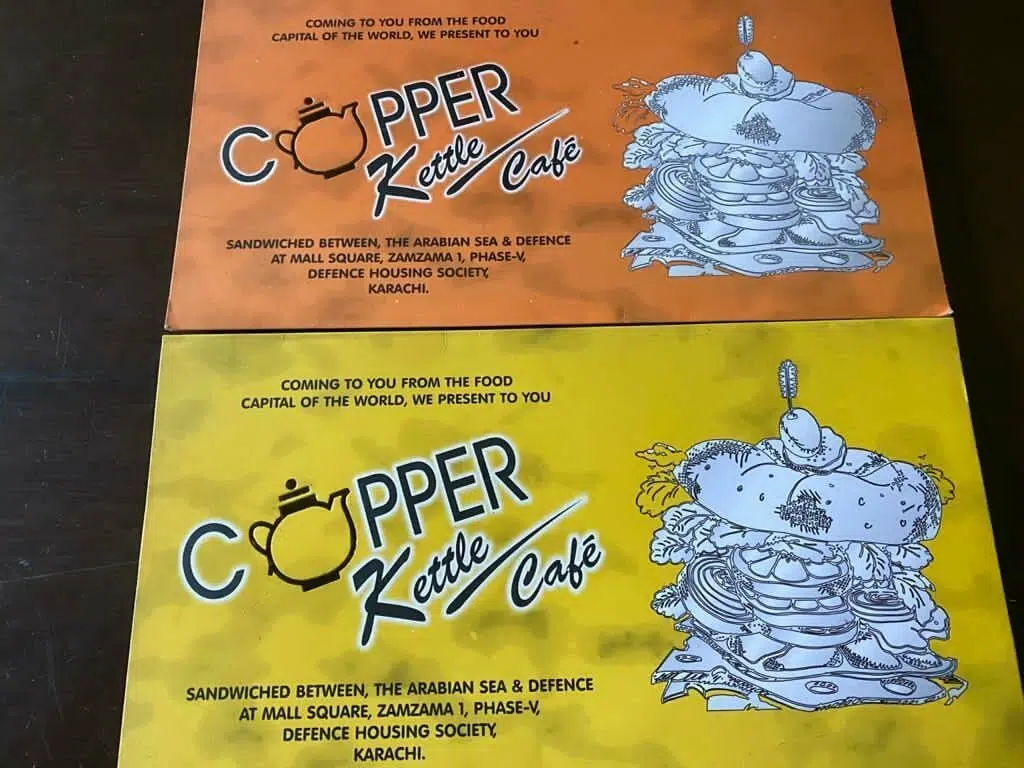 COMING TO YOU FROM THE FOOD
CAPITAL OF THE WORLD, WE PRESENT TO YOU
COPPER
Kettle Café
SANDWICHED BETWEEN, THE ARABIAN SEA & DEFENCE
AT MALL SQUARE, ZAMZAMA 1, PHASE-V,
DEFENCE HOUSING SOCIETY,
KARACHI.
COMING TO YOU FROM THE FOOD
CAPITAL OF THE WORLD, WE PRESENT TO YOU
COPPER
Kettle Café
SANDWICHED BETWEEN, THE ARABIAN SEA & DEFENCE
AT MALL SQUARE, ZAMZAMA 1, PHASE-V,
DEFENCE HOUSING SOCIETY,
KARACHI.